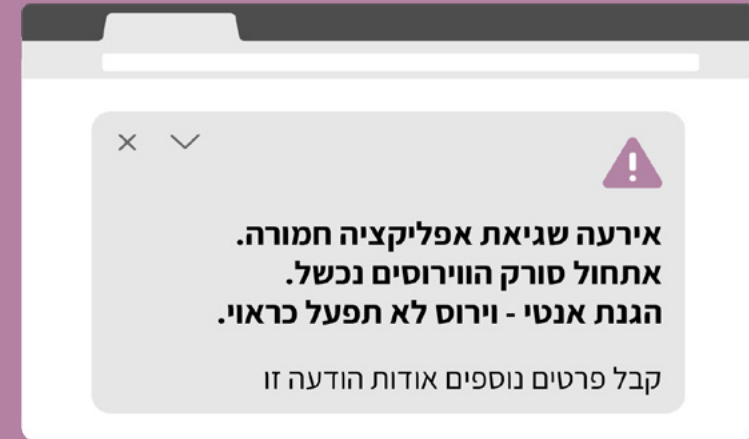 אירעה שגיאת אפליקציה חמורה.
אתחול סורק הווירוסים נכשל.
הגנת אנטי - וירוס לא תפעל כראוי.
קבל פרטים נוספים אודות הודעה זו